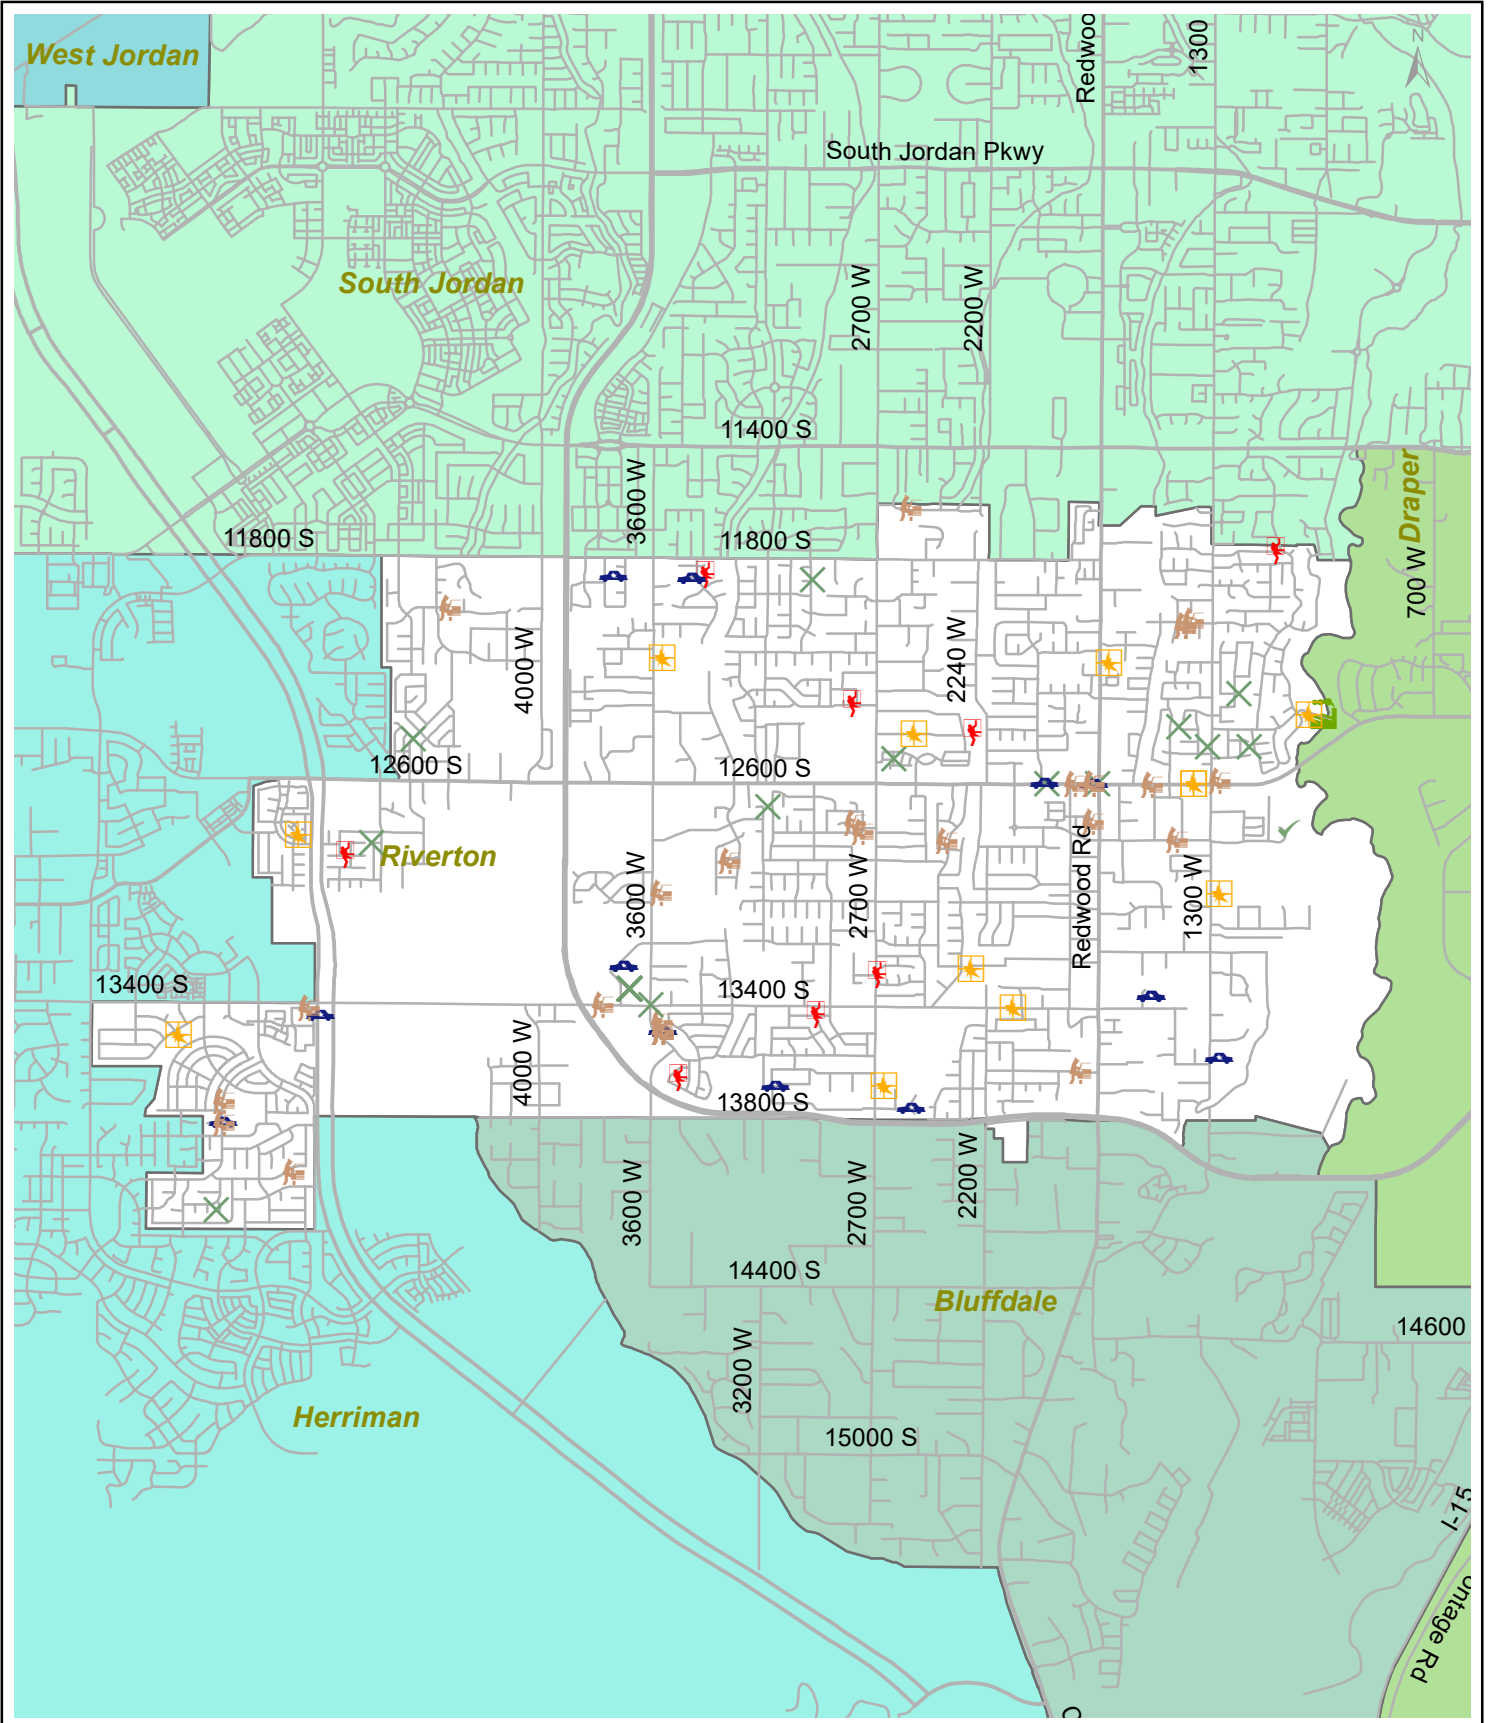 West Jordan
Redwoo
1300
N
South Jordan Pkwy
South Jordan
2700 W
2200 W
11400 S
3600 W
Draper
11800 S
11800 S
700 W
4000 W
2240 W
12600 S
12600 S
Riverton
3600 W
2700 W
Redwood Rd
1300 W
13400 S
13400 S
4000 W
13800 S
3600 W
2700 W
2200 W
14400 S
Bluffdale
14600
3200 W
Herriman
15000 S
I-15
ontage Rd